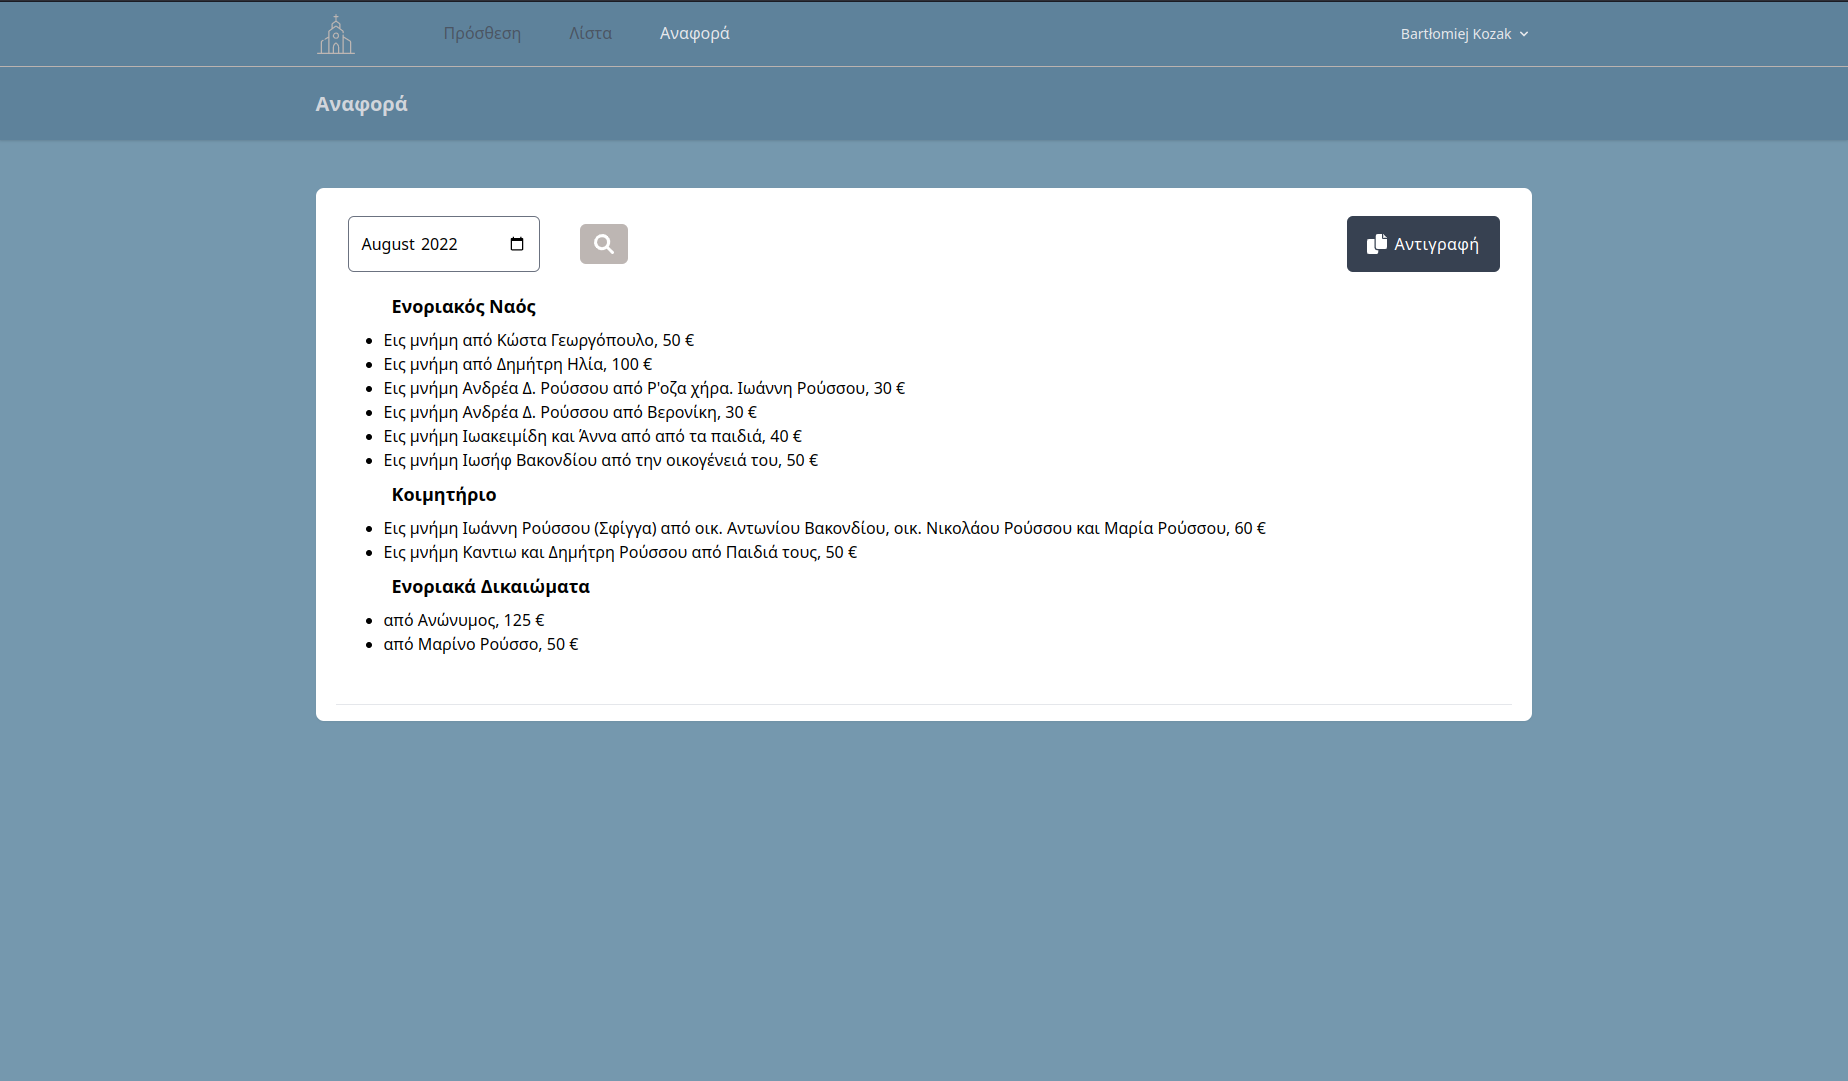 Πρόσθεση Λίστα Αναφορά Bartłomiej Kozak
Αναφορά
August 2022 Αντιγραφή
Ενοριακός Ναός
Εις μνήμη από Κώστα Γεωργόπουλο, 50 €
Εις μνήμη από Δημήτρη Ηλία, 100 €
Εις μνήμη Ανδρέα Δ. Ρούσσου από Ρ'οζα χήρα. Ιωάννη Ρούσσου, 30 €
Εις μνήμη Ανδρέα Δ. Ρούσσου από Βερονίκη, 30 €
Εις μνήμη Ιωακειμίδη και Άννα από από τα παιδιά, 40 €
Εις μνήμη Ιωσήφ Βακονδίου από την οικογένειά του, 50 €
Κοιμητήριο
Εις μνήμη Ιωάννη Ρούσσου (Σφίγγα) από οικ. Αντωνίου Βακονδίου, οικ. Νικολάου Ρούσσου και Μαρία Ρούσσου, 60 €
Εις μνήμη Καντιω και Δημήτρη Ρούσσου από Παιδιά τους, 50 €
Ενοριακά Δικαιώματα
από Ανώνυμος, 125 €
από Μαρίνο Ρούσσο, 50 €